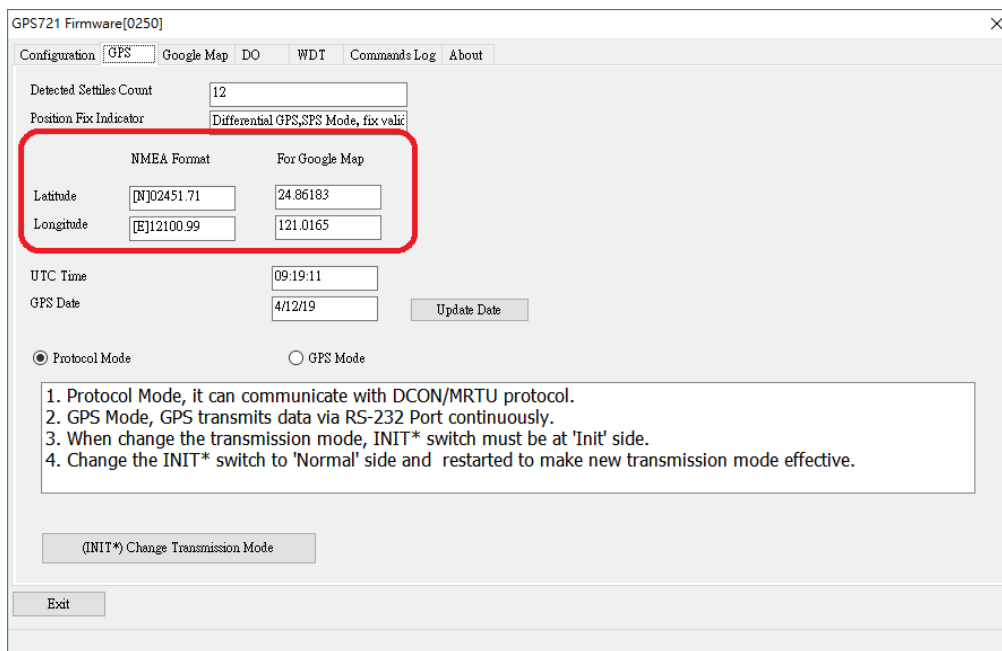 GPS721 Firmware[0250]
Configuration GPS Google Map DO WDT Commands Log About
Detected Settiles Count 12
Position Fix Indicator Differential GPS,SPS Mode, fix valid
NMEA Format For Google Map
Latitude [N]02451.71 24.86183
Longitude [E]12100.99 121.0165
UTC Time 09:19:11
GPS Date 4/12/19 Update Date
Protocol Mode GPS Mode
1. Protocol Mode, it can communicate with DCON/MRTU protocol.
2. GPS Mode, GPS transmits data via RS-232 Port continuously.
3. When change the transmission mode, INIT* switch must be at 'Init' side.
4. Change the INIT* switch to 'Normal' side and restarted to make new transmission mode effective.
(INIT*) Change Transmission Mode
Exit